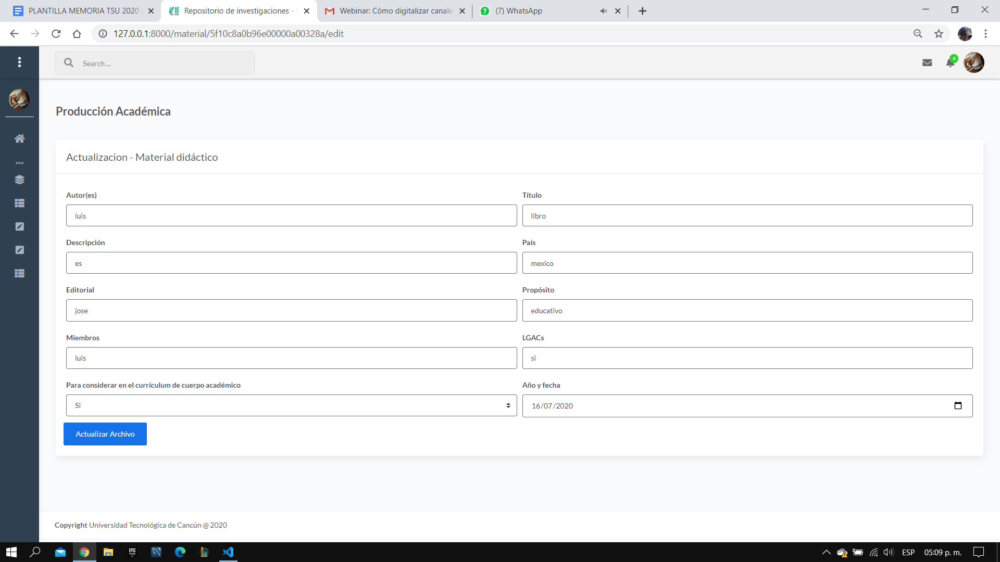 PLANTILLA MEMORIA TSU 2020
Repositorio de investigaciones -
Webinar: Cómo digitalizar canale
7
(7) WhatsApp
127.0.0.1:8000/material/5f10c8a0b96e00000a00328a/edit
Search ...
4
Producción Académica
Actualizacion - Material didáctico
Autor(es)
Título
luis
libro
Descripción
País
es
mexico
Editorial
Propósito
jose
educativo
Miembros
LGACs
luis
si
Para considerar en el currículum de cuerpo académico
Año y fecha
Si
16/07/2020
Actualizar Archivo
Copyright Universidad Tecnológica de Cancún @ 2020
EPIC
ESP
05:09 p. m.